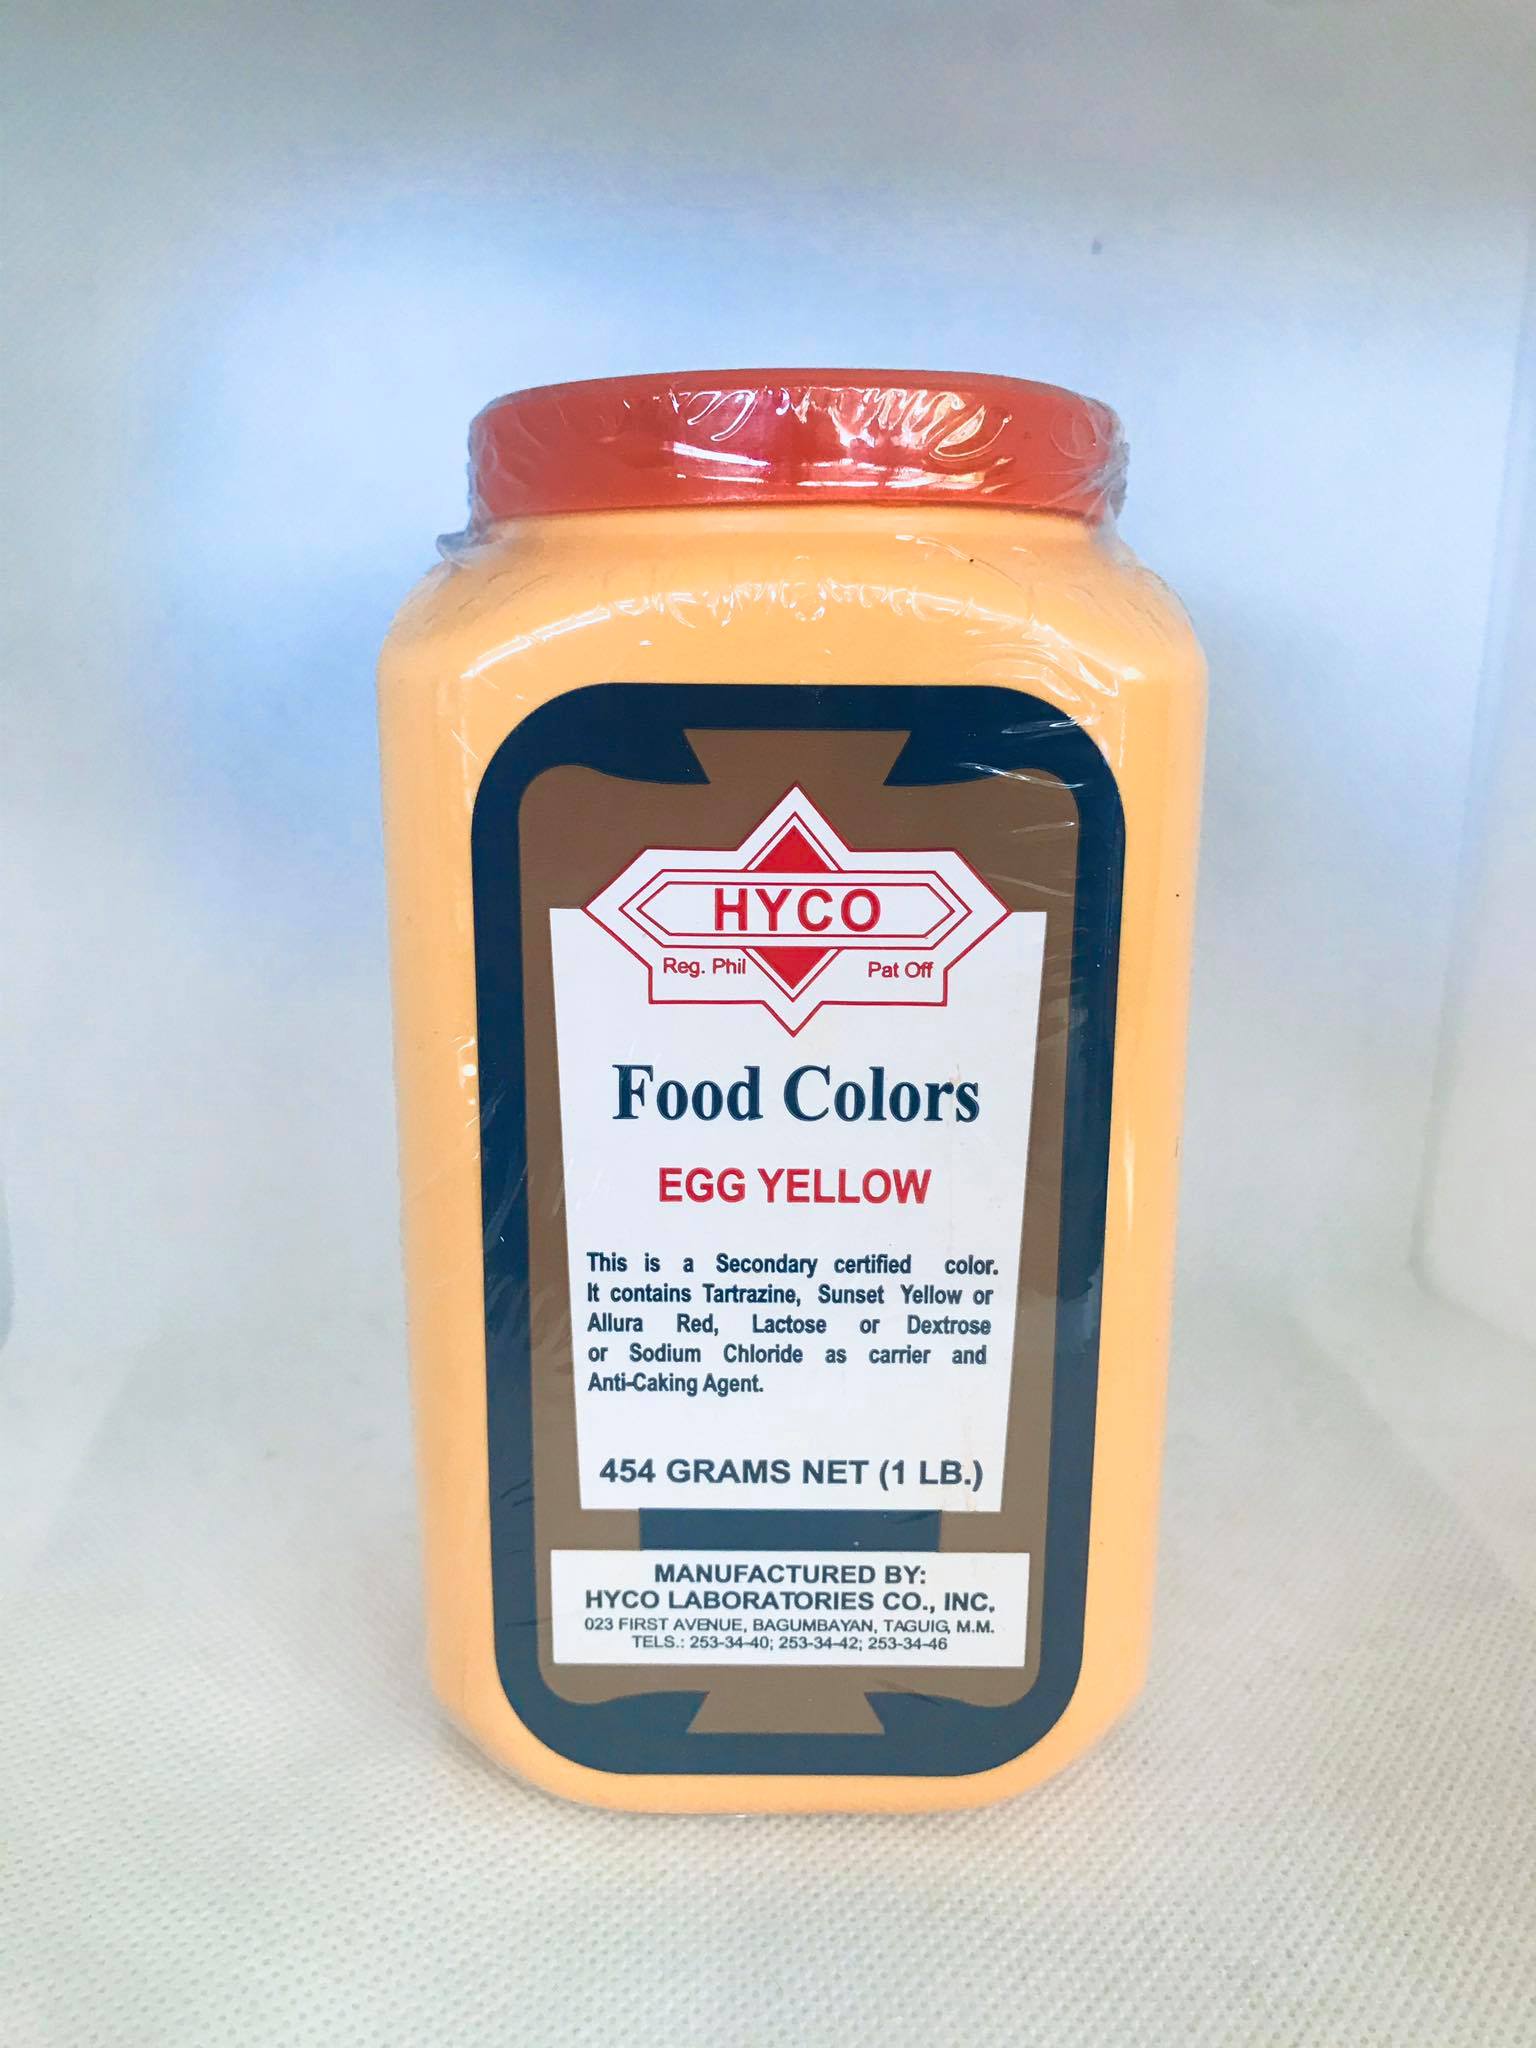 HYCO
Reg. Phil Pat Off
Food Colors
EGG YELLOW
This is a Secondary certified color.
It contains Tartrazine, Sunset Yellow or
Allura Red, Lactose or Dextrose
or Sodium Chloride as carrier and
Anti-Caking Agent.
454 GRAMS NET (1 LB.)
MANUFACTURED BY:
HYCO LABORATORIES CO., INC.
023 FIRST AVENUE, BAGUMBAYAN, TAGUIG, M.M.
TELS.: 253-34-40; 253-34-42; 253-34-46